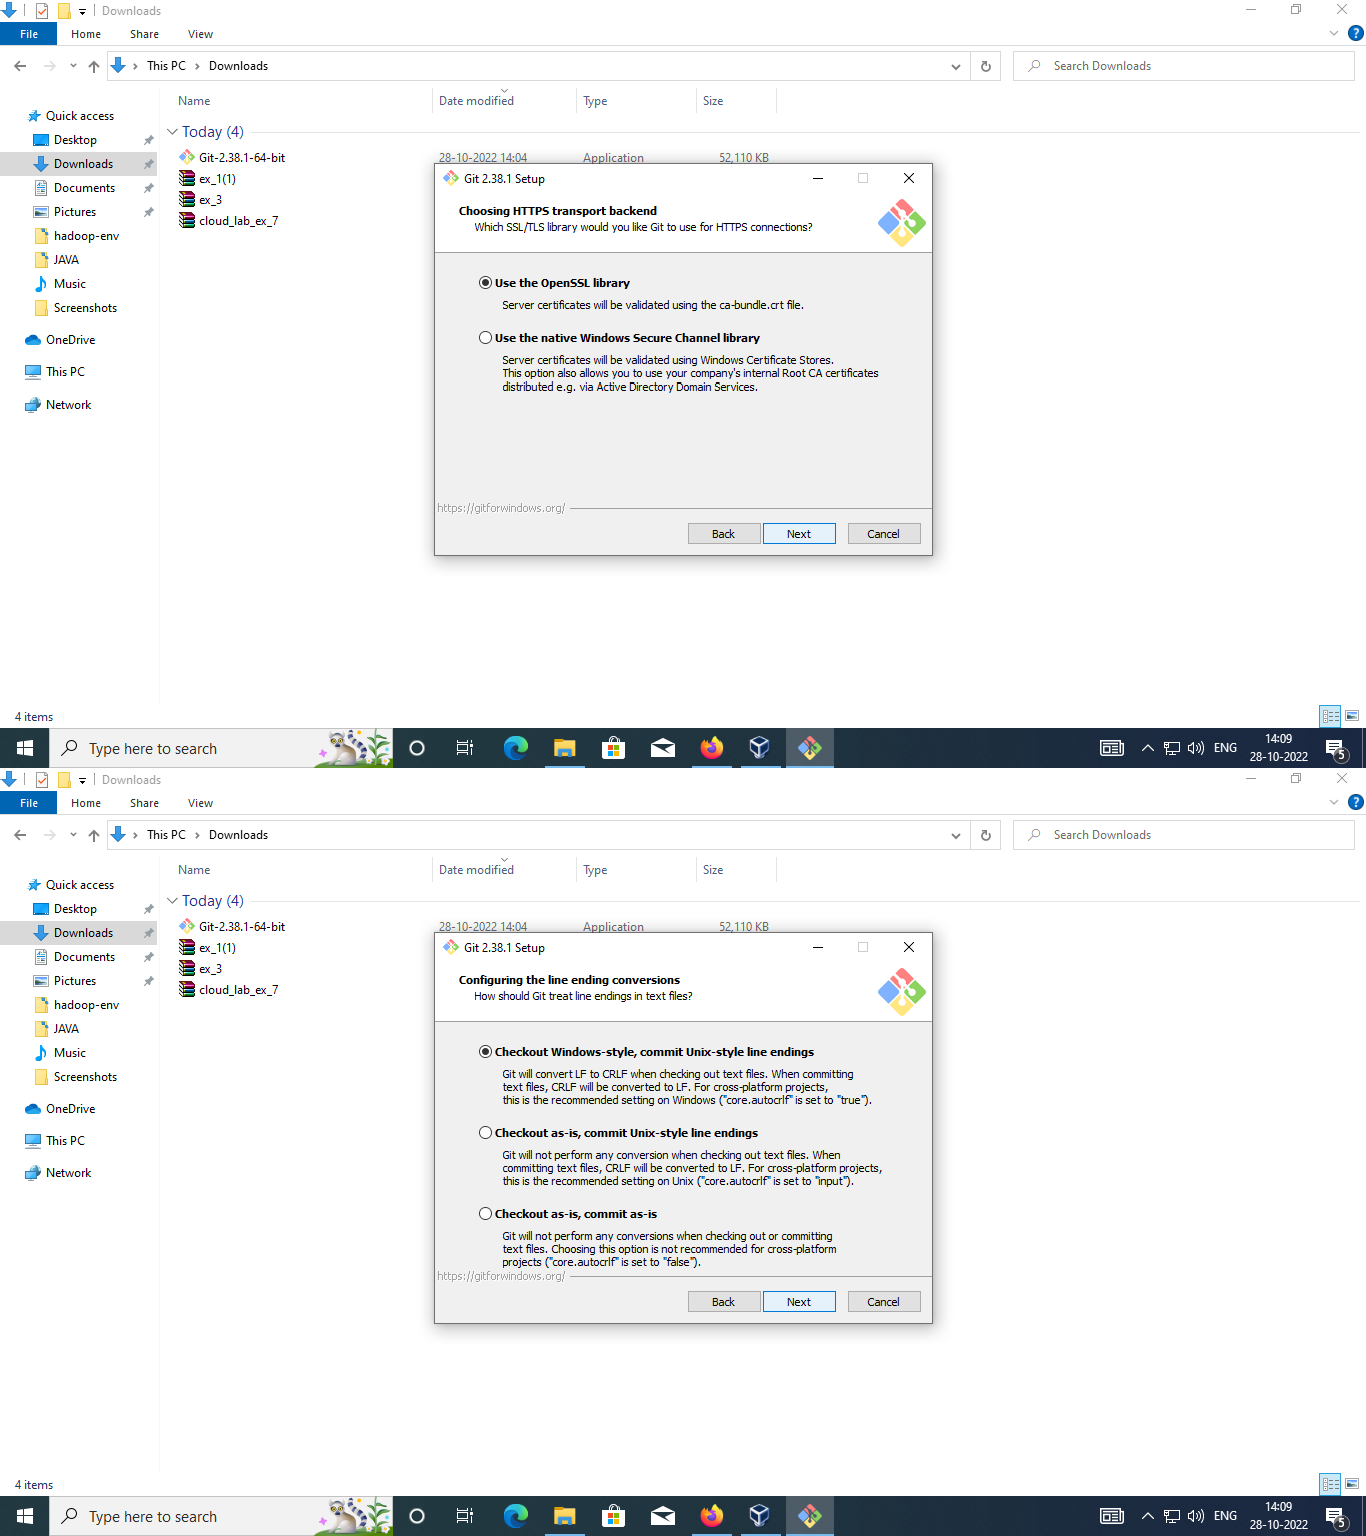 Downloads
File Home Share View
This PC Downloads
Search Downloads
Name Date modified Type Size
Quick access
Desktop
Downloads
Documents
Pictures
hadoop-env
JAVA
Music
Screenshots
OneDrive
This PC
Network
Today (4)
Git-2.38.1-64-bit 28-10-2022 14:04 Application 52,110 KB
ex_1(1)
ex_3
cloud_lab_ex_7
Git 2.38.1 Setup
Choosing HTTPS transport backend
Which SSL/TLS library would you like Git to use for HTTPS connections?
Use the OpenSSL library
Server certificates will be validated using the ca-bundle.crt file.
Use the native Windows Secure Channel library
Server certificates will be validated using Windows Certificate Stores.
This option also allows you to use your company's internal Root CA certificates
distributed e.g. via Active Directory Domain Services.
https://gitforwindows.org/
Back Next Cancel
4 items
Type here to search
ENG
14:09
28-10-2022
5
Downloads
File Home Share View
This PC Downloads
Search Downloads
Name Date modified Type Size
Quick access
Desktop
Downloads
Documents
Pictures
hadoop-env
JAVA
Music
Screenshots
OneDrive
This PC
Network
Today (4)
Git-2.38.1-64-bit 28-10-2022 14:04 Application 52,110 KB
ex_1(1)
ex_3
cloud_lab_ex_7
Git 2.38.1 Setup
Configuring the line ending conversions
How should Git treat line endings in text files?
Checkout Windows-style, commit Unix-style line endings
Git will convert LF to CRLF when checking out text files. When committing
text files, CRLF will be converted to LF. For cross-platform projects,
this is the recommended setting on Windows ("core.autocrlf" is set to "true").
Checkout as-is, commit Unix-style line endings
Git will not perform any conversion when checking out text files. When
committing text files, CRLF will be converted to LF. For cross-platform projects,
this is the recommended setting on Unix ("core.autocrlf" is set to "input").
Checkout as-is, commit as-is
Git will not perform any conversions when checking out or committing
text files. Choosing this option is not recommended for cross-platform
projects ("core.autocrlf" is set to "false").
https://gitforwindows.org/
Back Next Cancel
4 items
Type here to search
ENG
14:09
28-10-2022
5